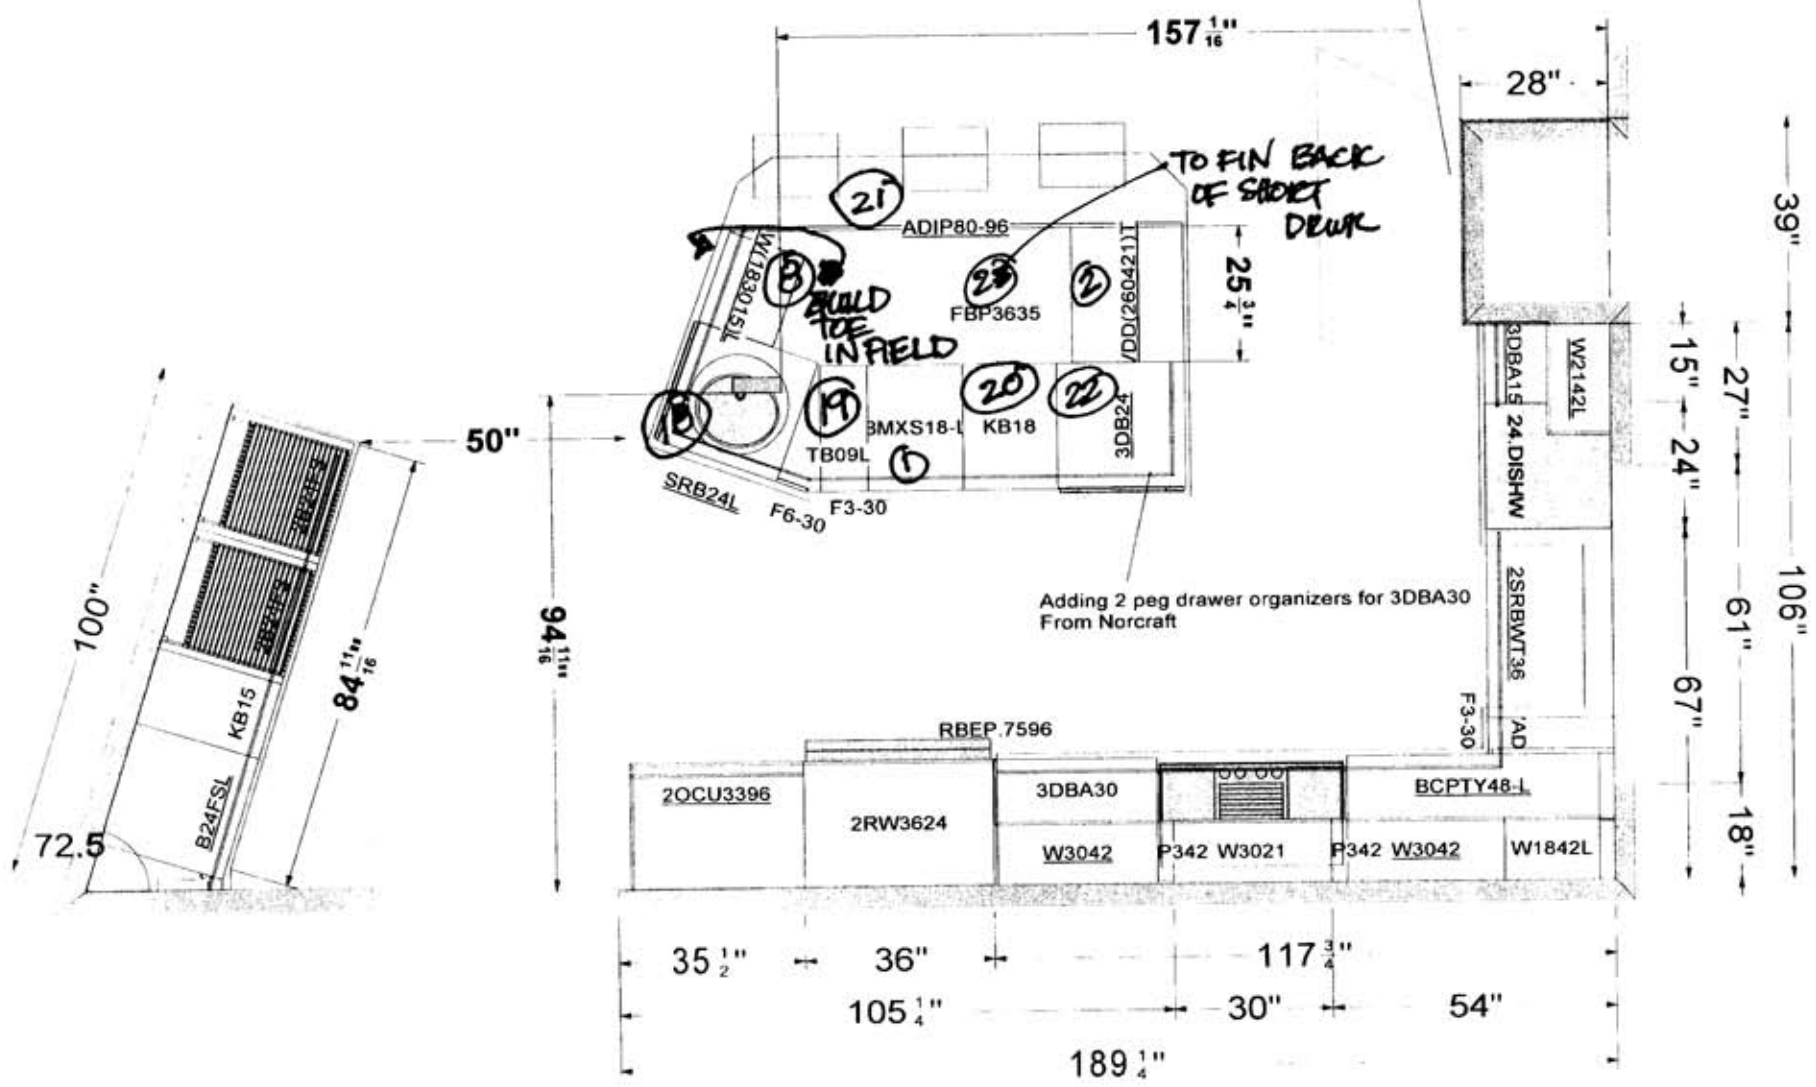 157 1/16"
28"
39"
TO FIN BACK
OF SHORT
21
ADIP80-96
W(183015)L
23
2
VDD(260421)T
25 3/4"
FBP3635
BUILD
TOE
IN FIELD
3DBA15
W2142L
15"
27"
19
20
22
50"
BMXS18-L
KB18
3DB24
TB09L
1
24.DISHW
24"
SRB24L
F6-30
F3-30
100"
84 11/16"
94 11/16"
Adding 2 peg drawer organizers for 3DBA30
From Norcraft
2SRBWT36
61"
106"
67"
KB15
F3-30
'AD
RBEP.7596
B24FSL
72.5
2OCU3396
2RW3624
3DBA30
BCPTY48-L
W3042
P342
W3021
P342
W3042
W1842L
18"
35 1/2"
36"
117 3/4"
105 1/4"
30"
54"
189 1/4"